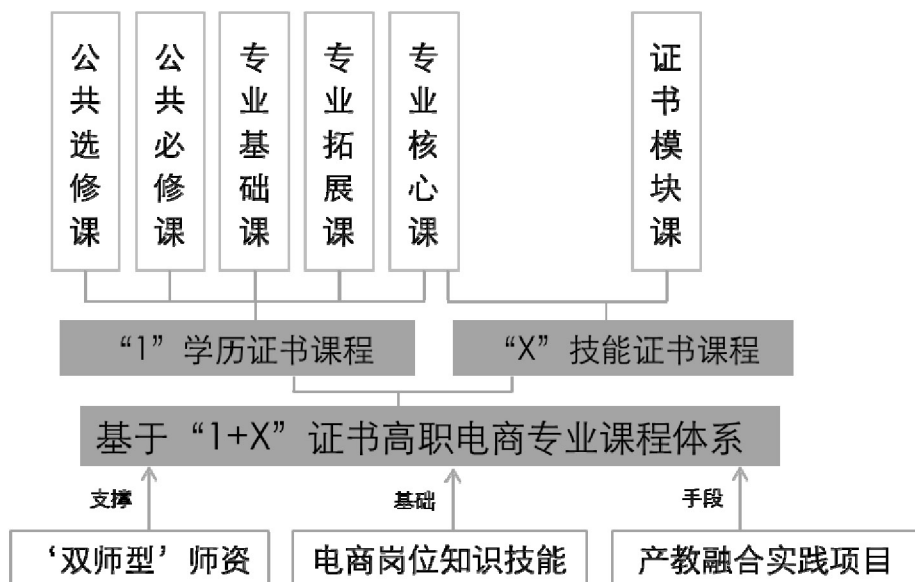 公共选修课
公共必修课
专业基础课
专业拓展课
专业核心课
证书模块课
“1”学历证书课程
“X”技能证书课程
基于“1+X”证书高职电商专业课程体系
支撑
基础
手段
‘双师型’师资
电商岗位知识技能
产教融合实践项目